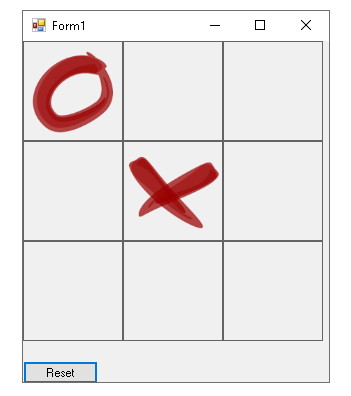 Form1
O
X
Reset